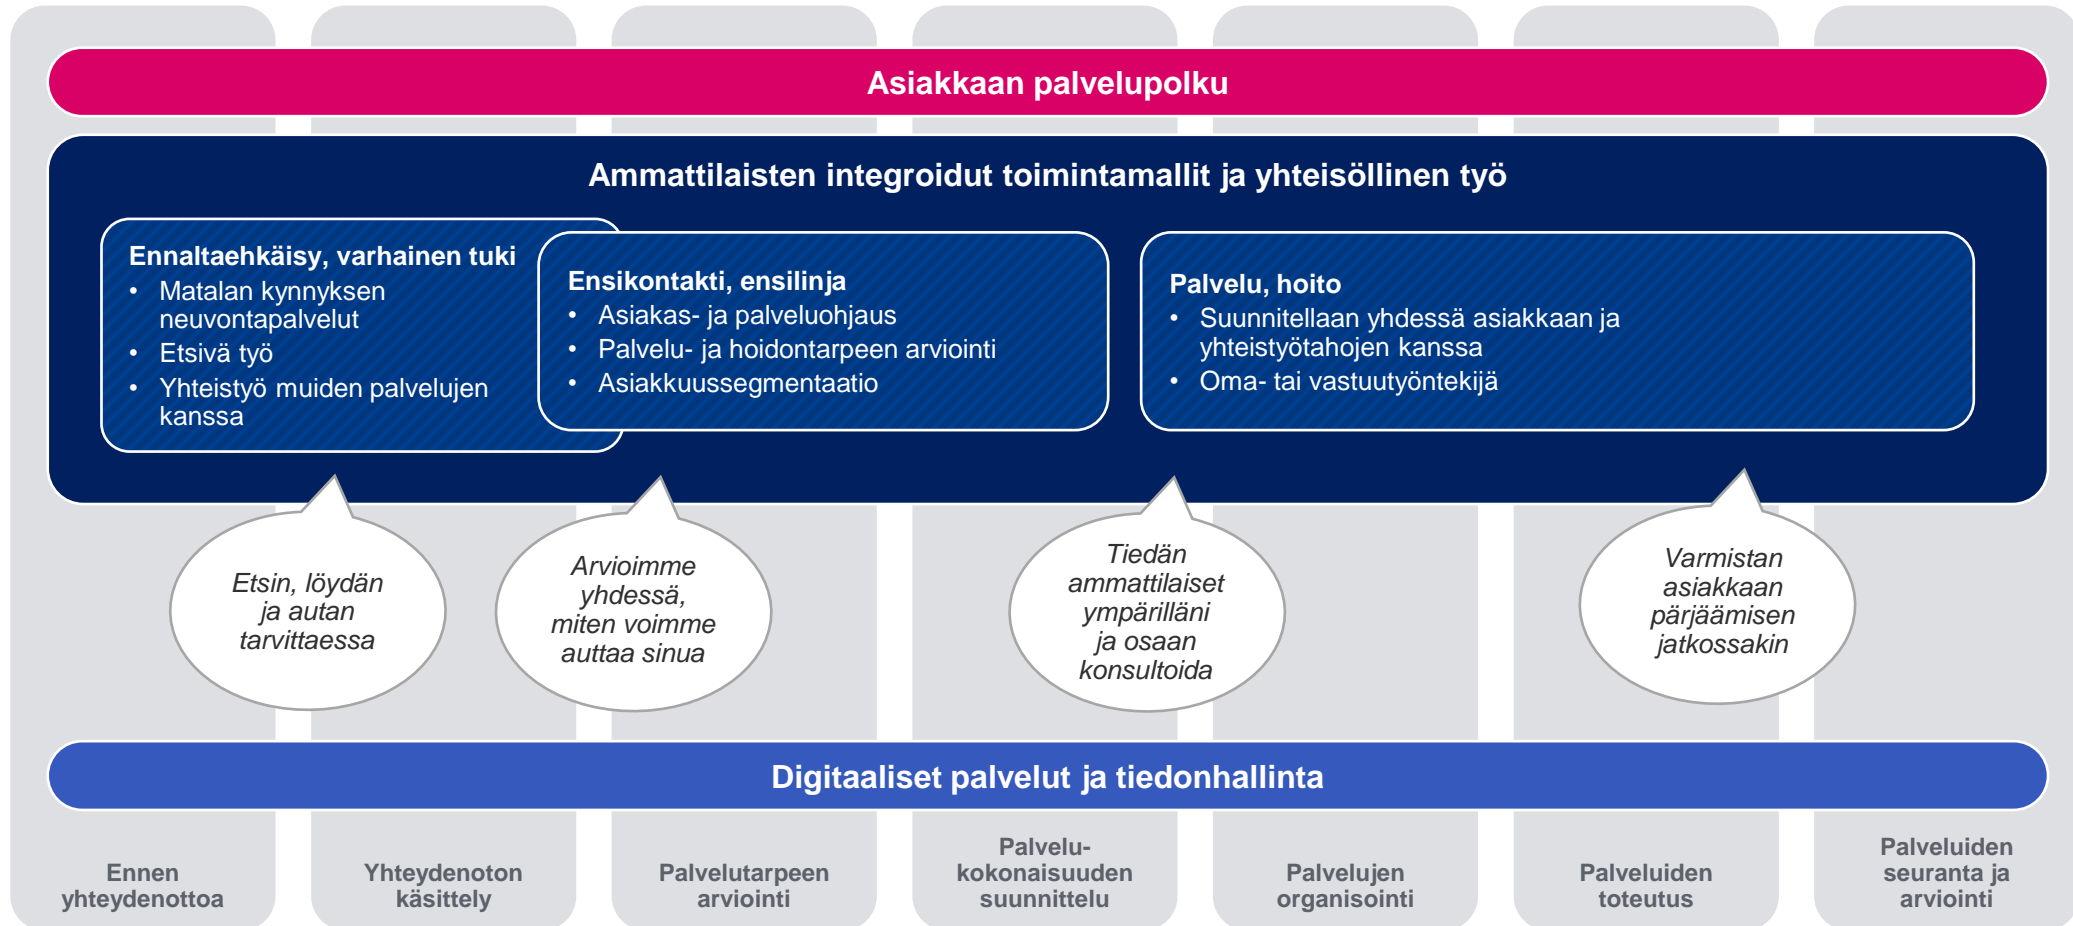 Asiakkaan palvelupolku
Ammattilaisten integroidut toimintamallit ja yhteisöllinen työ
Ennaltaehkäisy, varhainen tuki
• Matalan kynnyksen
neuvontapalvelut
• Etsivä työ
• Yhteistyö muiden palvelujen
kanssa
Ensikontakti, ensilinja
• Asiakas- ja palveluohjaus
• Palvelu- ja hoidontarpeen arviointi
• Asiakkuussegmentaatio
Palvelu, hoito
• Suunnitellaan yhdessä asiakkaan ja
yhteistyötahojen kanssa
• Oma- tai vastuutyöntekijä
Etsin, löydän
ja autan
tarvittaessa
Arvioimme
yhdessä,
miten voimme
auttaa sinua
Tiedän
ammattilaiset
ympärilläni
ja osaan
konsultoida
Varmistan
asiakkaan
pärjäämisen
jatkossakin
Digitaaliset palvelut ja tiedonhallinta
Ennen
yhteydenottoa
Yhteydenoton
käsittely
Palvelutarpeen
arviointi
Palvelu-
kokonaisuuden
suunnittelu
Palvelujen
organisointi
Palveluiden
toteutus
Palveluiden
seuranta ja
arviointi